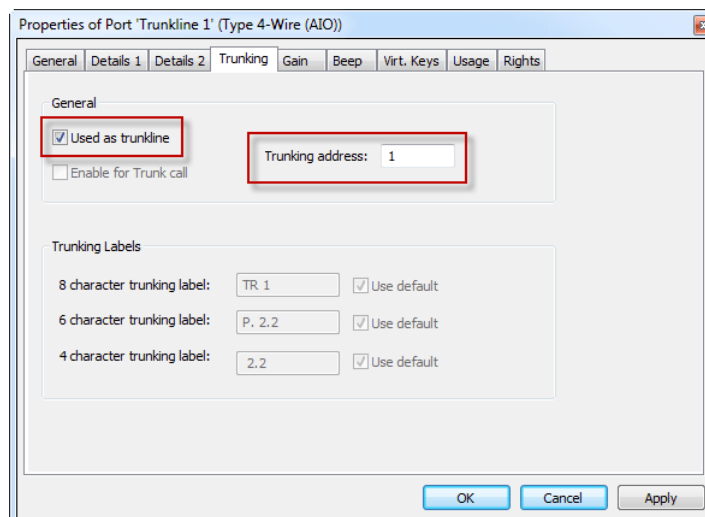 Properties of Port 'Trunkline 1' (Type 4-Wire (AIO))
General Details 1 Details 2 Trunking Gain Beep Virt. Keys Usage Rights
General
Used as trunkline
Trunking address: 1
Enable for Trunk call
Trunking Labels
8 character trunking label: TR 1 Use default
6 character trunking label: P. 2.2 Use default
4 character trunking label: 2.2 Use default
OK Cancel Apply